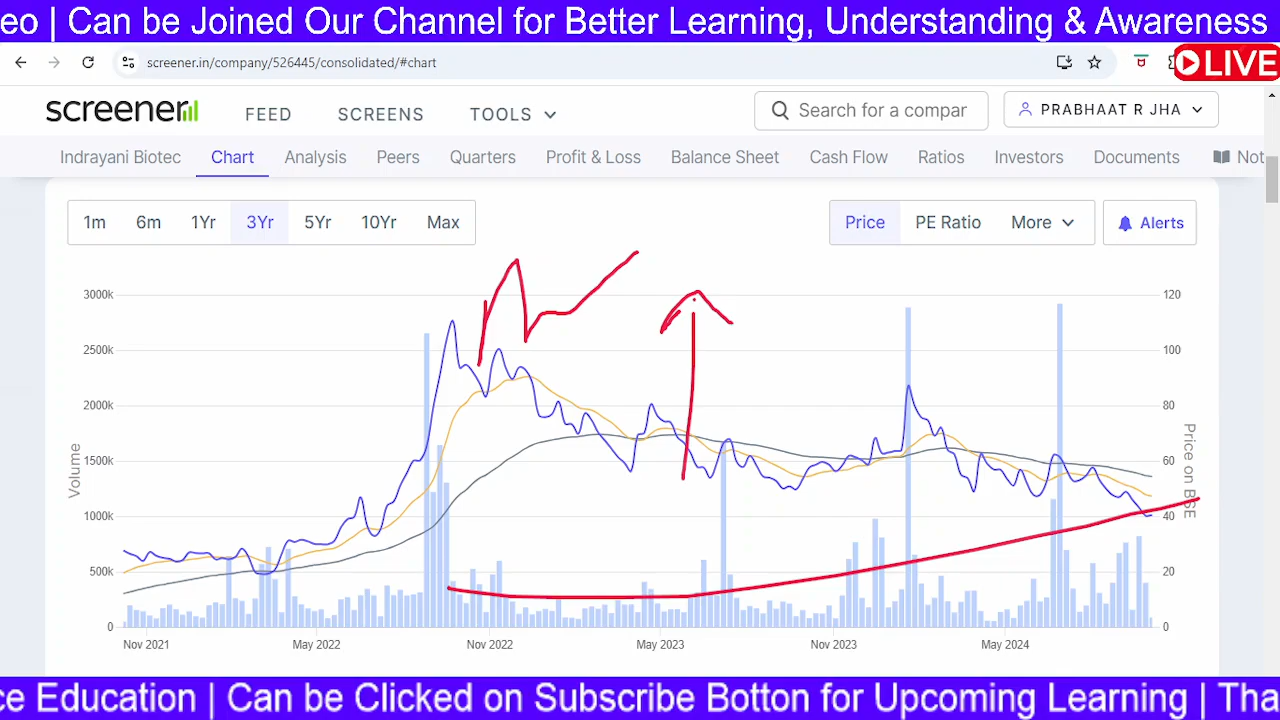 eo | Can be Joined Our Channel for Better Learning, Understanding & Awareness
screener.in/company/526445/consolidated/#chart
LIVE
screener FEED SCREENS TOOLS Search for a compar PRABHAAT R JHA
Indrayani Biotec Chart Analysis Peers Quarters Profit & Loss Balance Sheet Cash Flow Ratios Investors Documents Not
1m 6m 1Yr 3Yr 5Yr 10Yr Max Price PE Ratio More Alerts
3000k 120
2500k 100
2000k 80
1500k 60
1000k 40
500k 20
0 0
Volume
Price on BSE
Nov 2021 May 2022 Nov 2022 May 2023 Nov 2023 May 2024
ce Education | Can be Clicked on Subscribe Botton for Upcoming Learning | Tha